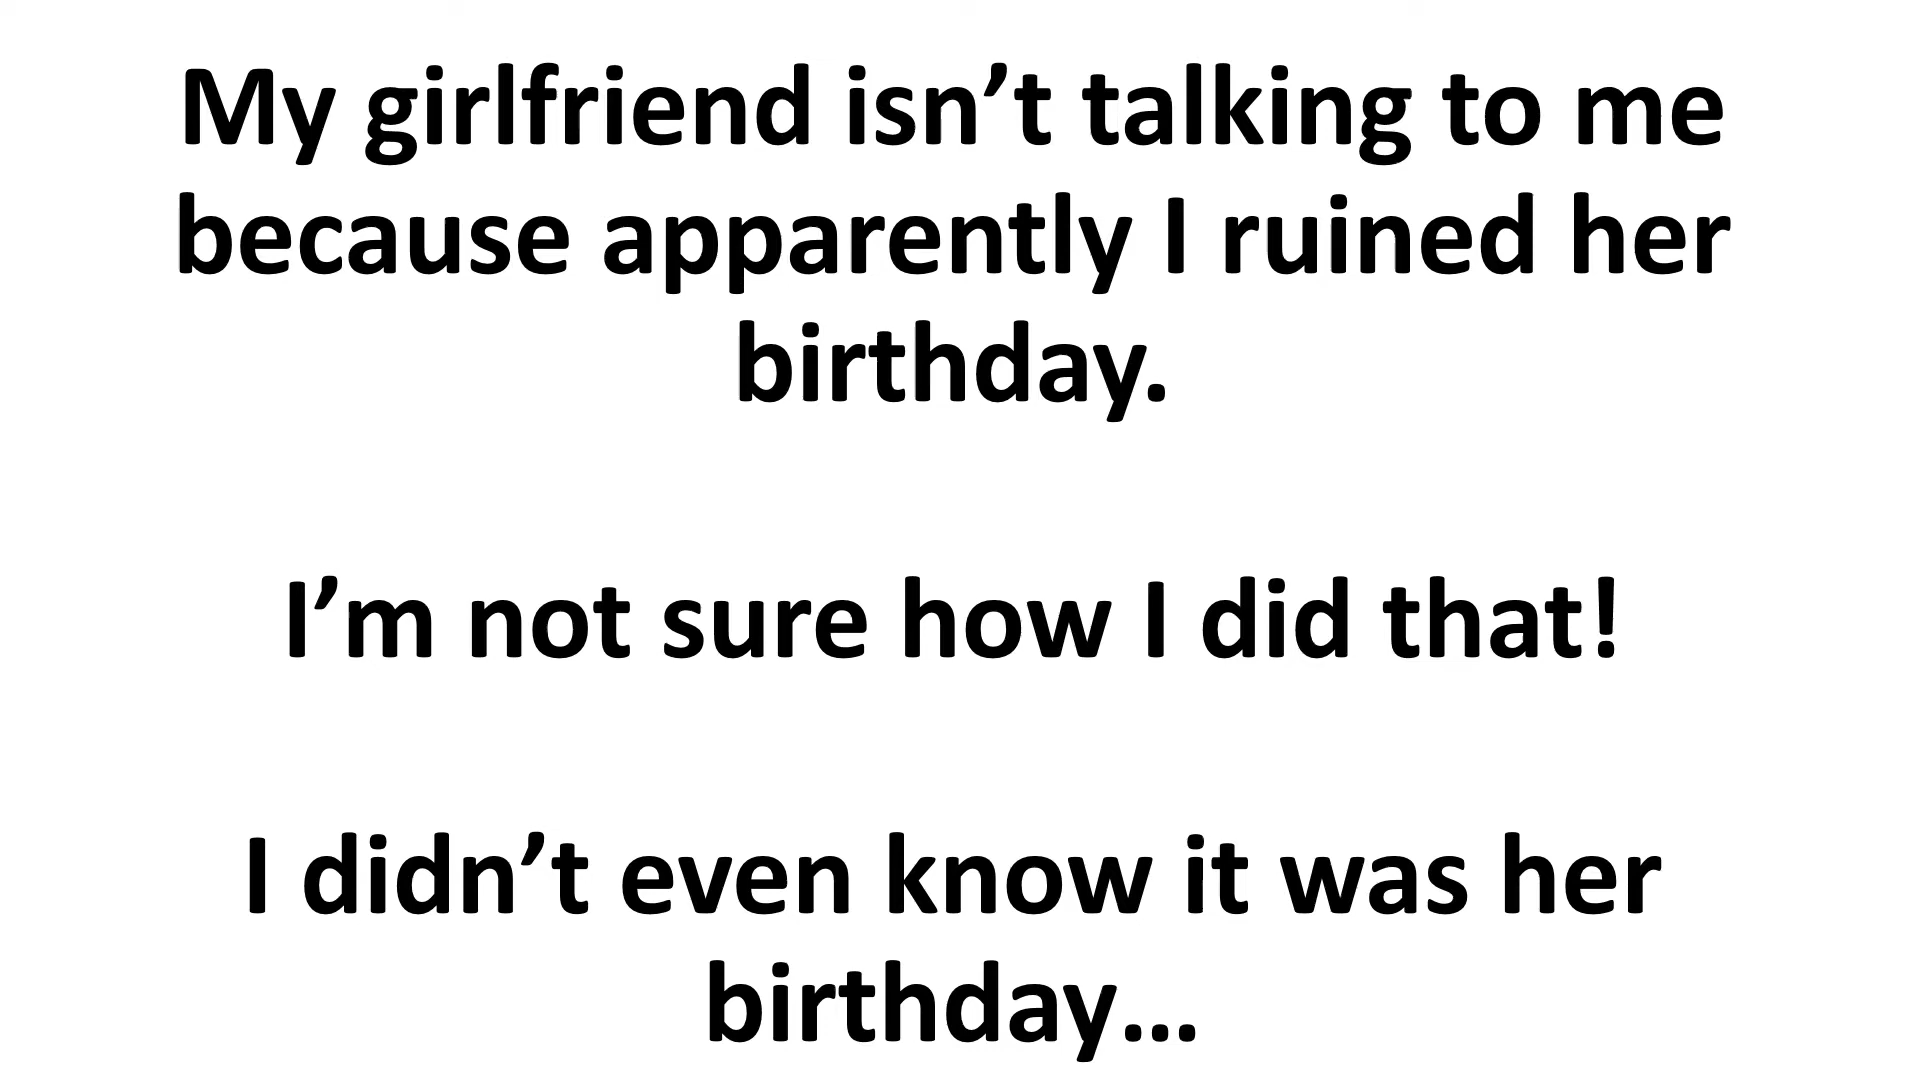 My girlfriend isn’t talking to me
because apparently I ruined her
birthday.
I’m not sure how I did that!
I didn’t even know it was her
birthday…